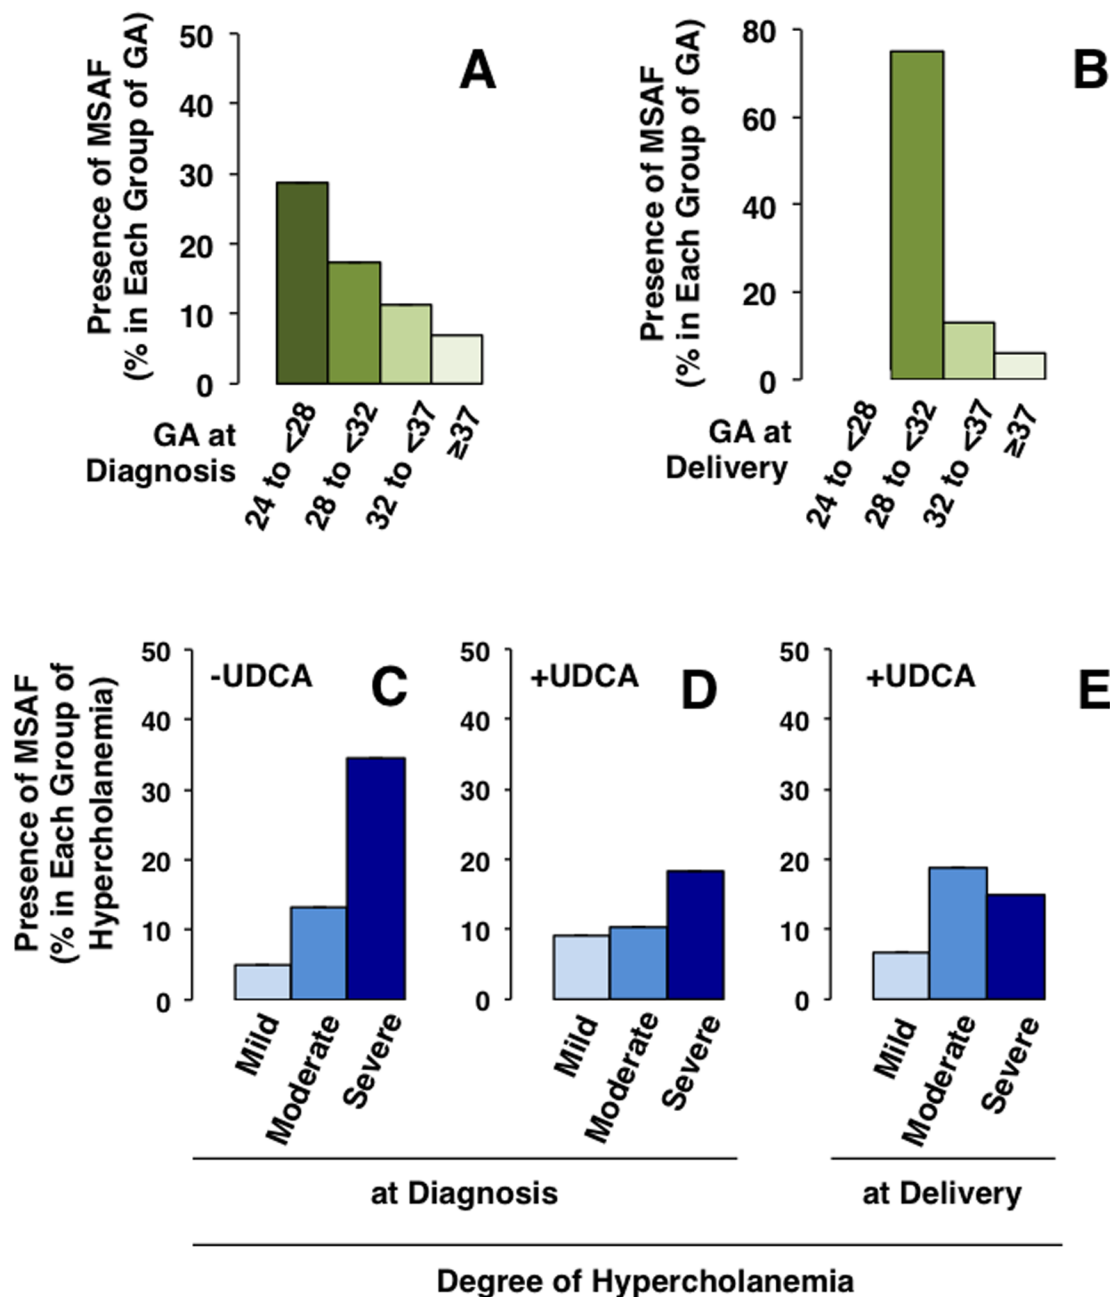 Presence of MSAF
(% in Each Group of GA)
50
40
30
20
10
0
A
GA at
Diagnosis
24 to <28
28 to <32
32 to <37
≥37
Presence of MSAF
(% in Each Group of GA)
80
60
40
20
0
B
GA at
Delivery
24 to <28
28 to <32
32 to <37
≥37
Presence of MSAF
(% in Each Group of
Hypercholanemia)
50
40
30
20
10
0
-UDCA
C
Mild
Moderate
Severe
50
40
30
20
10
0
+UDCA
D
Mild
Moderate
Severe
50
40
30
20
10
0
+UDCA
E
Mild
Moderate
Severe
at Diagnosis
at Delivery
Degree of Hypercholanemia